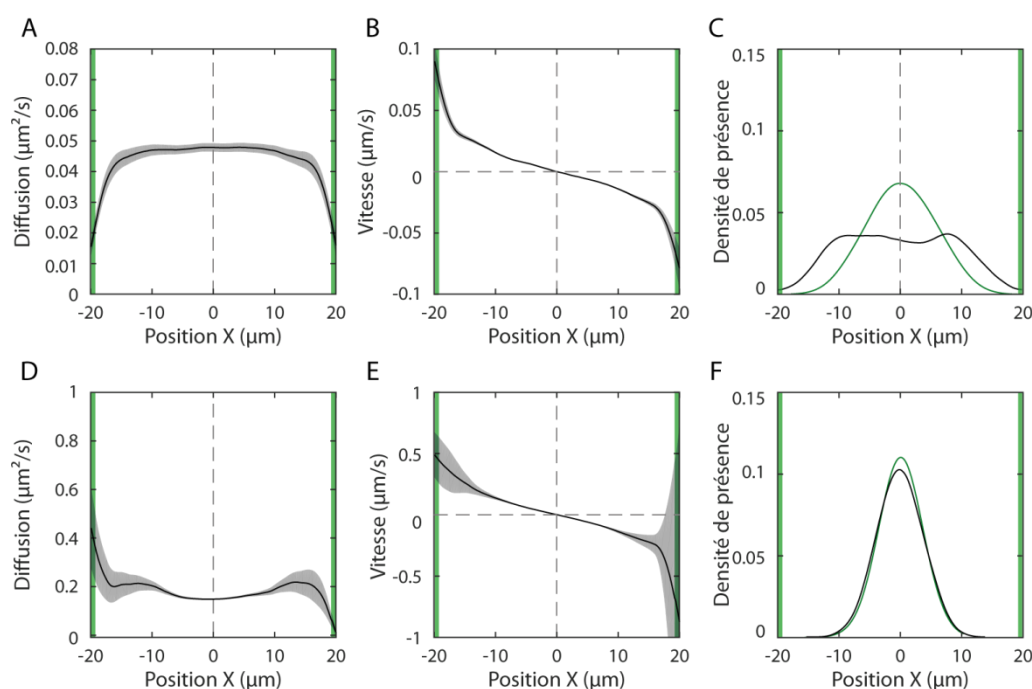 A
B
C
0.08
0.07
0.06
0.05
0.04
0.03
0.02
0.01
0
Diffusion (µm²/s)
-20 -10 0 10 20
Position X (µm)
0.1
0.05
0
-0.05
-0.1
Vitesse (µm/s)
-20 -10 0 10 20
Position X (µm)
0.15
0.1
0.05
0
Densité de présence
-20 -10 0 10 20
Position X (µm)
D
E
F
1
0.8
0.6
0.4
0.2
0
Diffusion (µm²/s)
-20 -10 0 10 20
Position X (µm)
1
0.5
0
-0.5
-1
Vitesse (µm/s)
-20 -10 0 10 20
Position X (µm)
0.15
0.1
0.05
0
Densité de présence
-20 -10 0 10 20
Position X (µm)